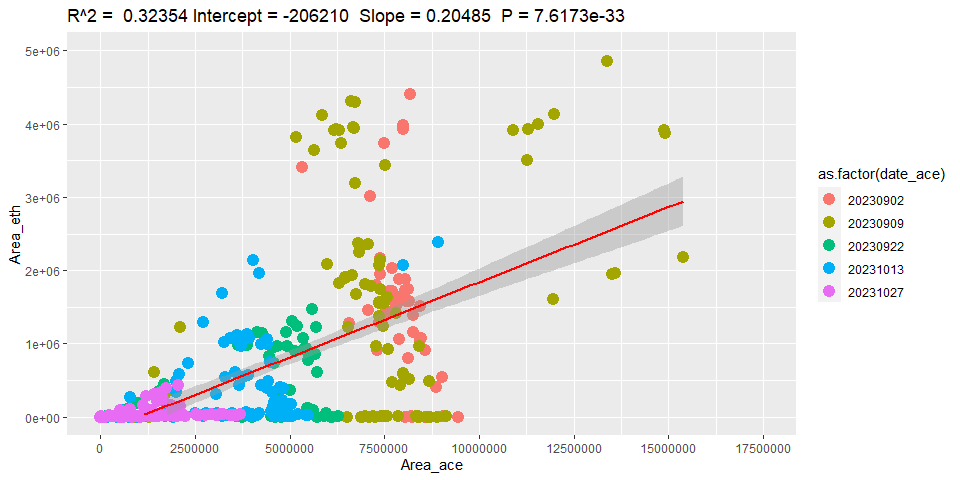 R^2 = 0.32354 Intercept = -206210 Slope = 0.20485 P = 7.6173e-33
5e+06
4e+06
3e+06
2e+06
1e+06
0e+00
Area_eth
0 2500000 5000000 7500000 10000000 12500000 15000000 17500000
Area_ace
as.factor(date_ace)
20230902
20230909
20230922
20231013
20231027